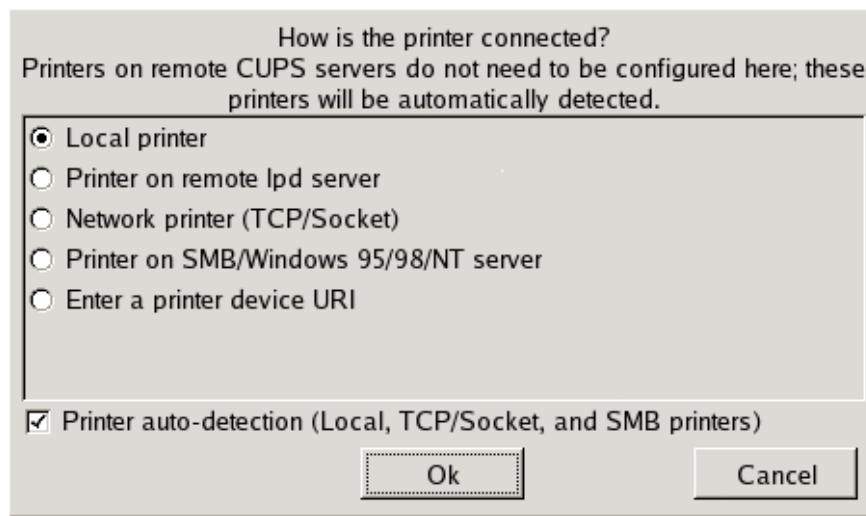 How is the printer connected?
Printers on remote CUPS servers do not need to be configured here; these
printers will be automatically detected.
Local printer
Printer on remote lpd server
Network printer (TCP/Socket)
Printer on SMB/Windows 95/98/NT server
Enter a printer device URI
Printer auto-detection (Local, TCP/Socket, and SMB printers)
Ok
Cancel